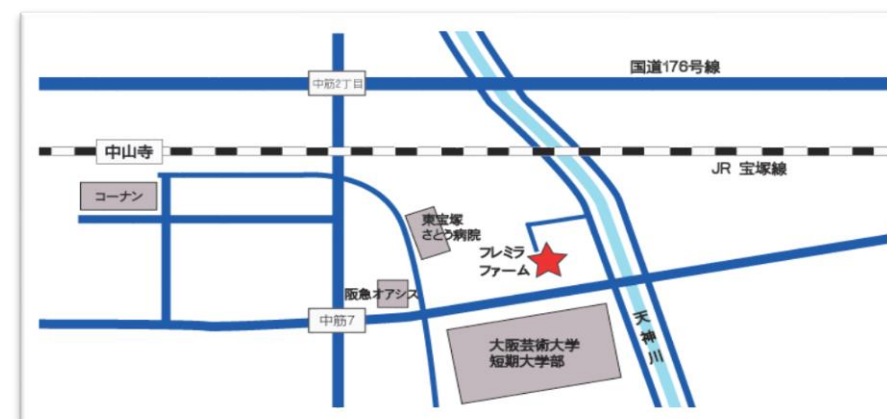 国道176号線
中筋2丁目
中山寺
JR 宝塚線
コーナン
東宝塚
さとう病院
フレミラ
ファーム
阪急オアシス
中筋7
大阪芸術大学
短期大学部
天神川